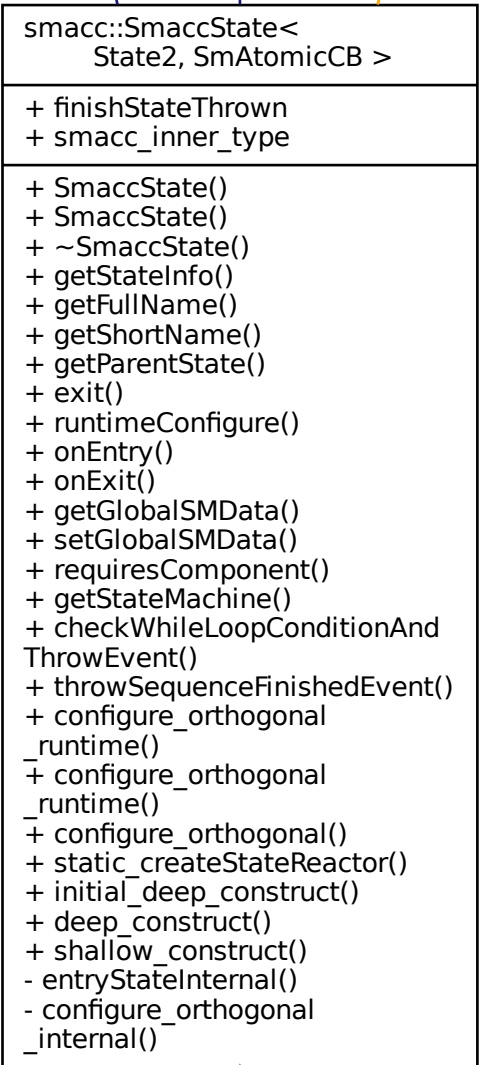 smacc::SmaccState<
State2, SmAtomicCB >
+ finishStateThrown
+ smacc_inner_type
+ SmaccState()
+ SmaccState()
+ ~SmaccState()
+ getStateInfo()
+ getFullName()
+ getShortName()
+ getParentState()
+ exit()
+ runtimeConfigure()
+ onEntry()
+ onExit()
+ getGlobalSMData()
+ setGlobalSMData()
+ requiresComponent()
+ getStateMachine()
+ checkWhileLoopConditionAnd
ThrowEvent()
+ throwSequenceFinishedEvent()
+ configure_orthogonal
_runtime()
+ configure_orthogonal
_runtime()
+ configure_orthogonal()
+ static_createStateReactor()
+ initial_deep_construct()
+ deep_construct()
+ shallow_construct()
- entryStateInternal()
- configure_orthogonal
_internal()